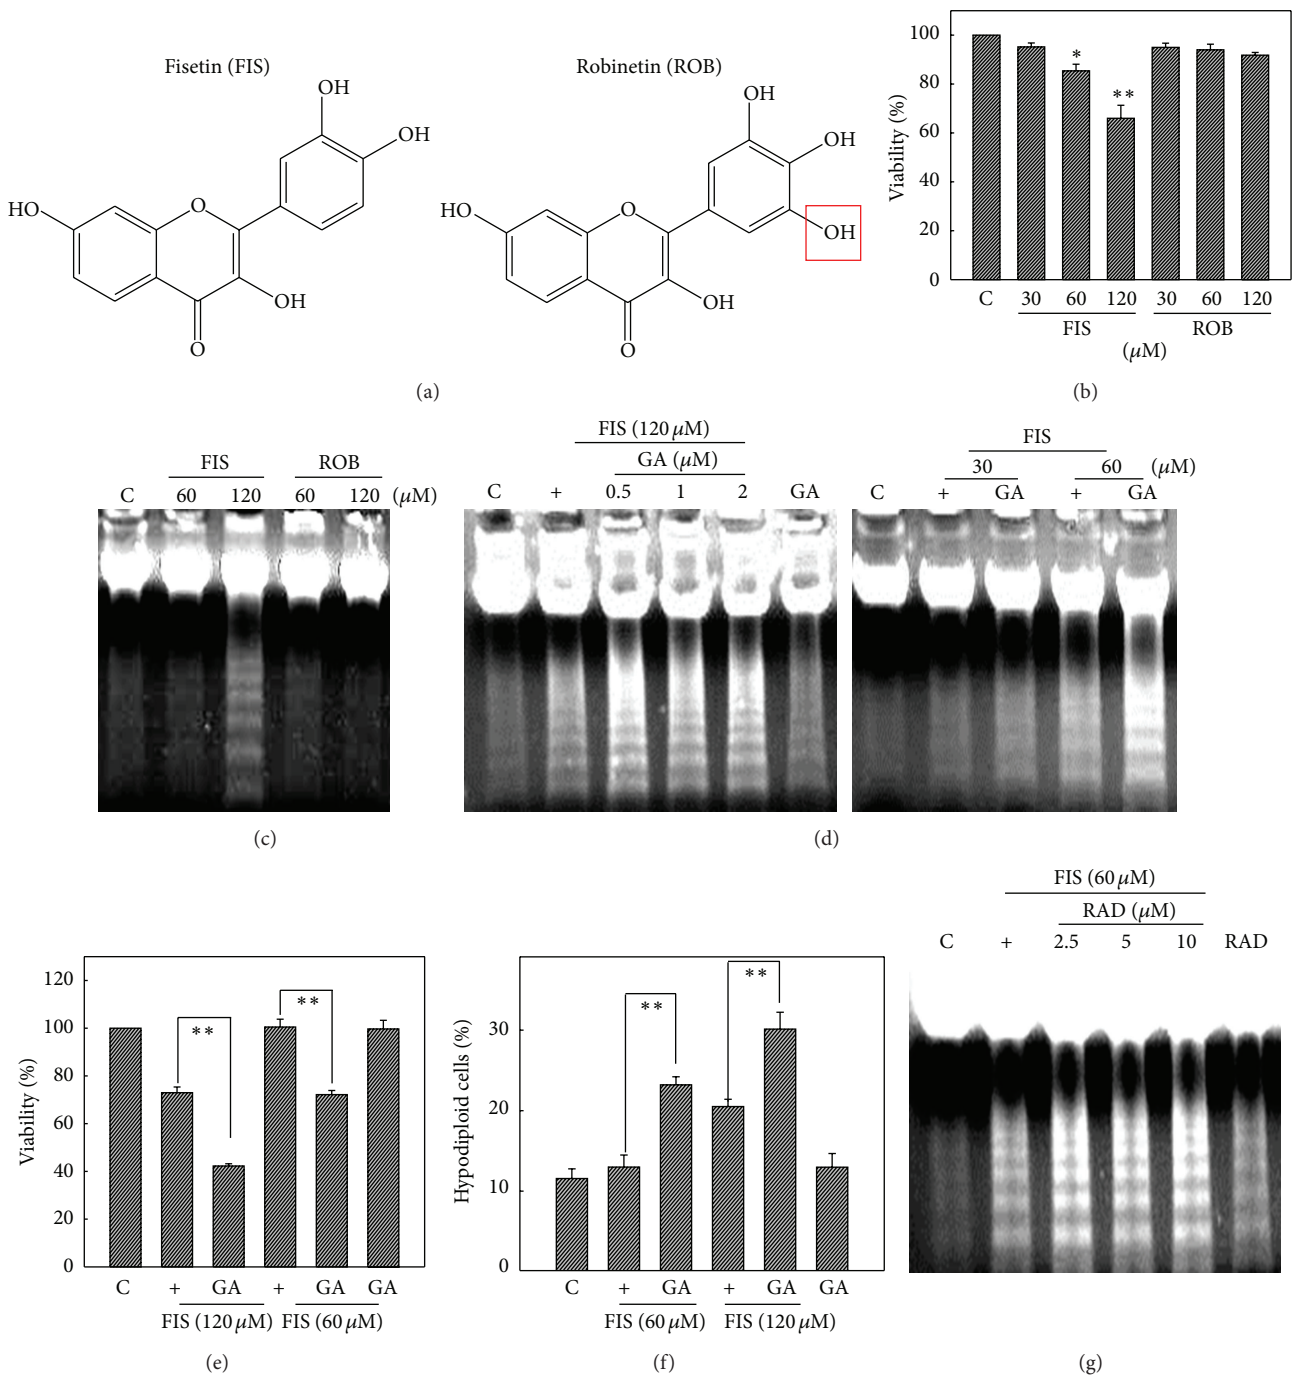 Fisetin (FIS)
OH
OH
HO
O
OH
O
Robinetin (ROB)
OH
OH
HO
O
OH
OH
O
(a)
Viability (%)
100
80
60
40
20
0
*
**
C 30 60 120 30 60 120
FIS ROB
(μM)
(b)
FIS ROB
C 60 120 60 120 (μM)
(c)
FIS (120 μM)
GA (μM)
C + 0.5 1 2 GA
FIS
30 60 (μM)
C + GA + GA
(d)
Viability (%)
120
100
80
60
40
20
0
**
**
C + GA + GA GA
FIS (120 μM) FIS (60 μM)
(e)
Hypodiploid cells (%)
30
20
10
0
**
**
C + GA + GA GA
FIS (60 μM) FIS (120 μM)
(f)
FIS (60 μM)
RAD (μM)
C + 2.5 5 10 RAD
(g)